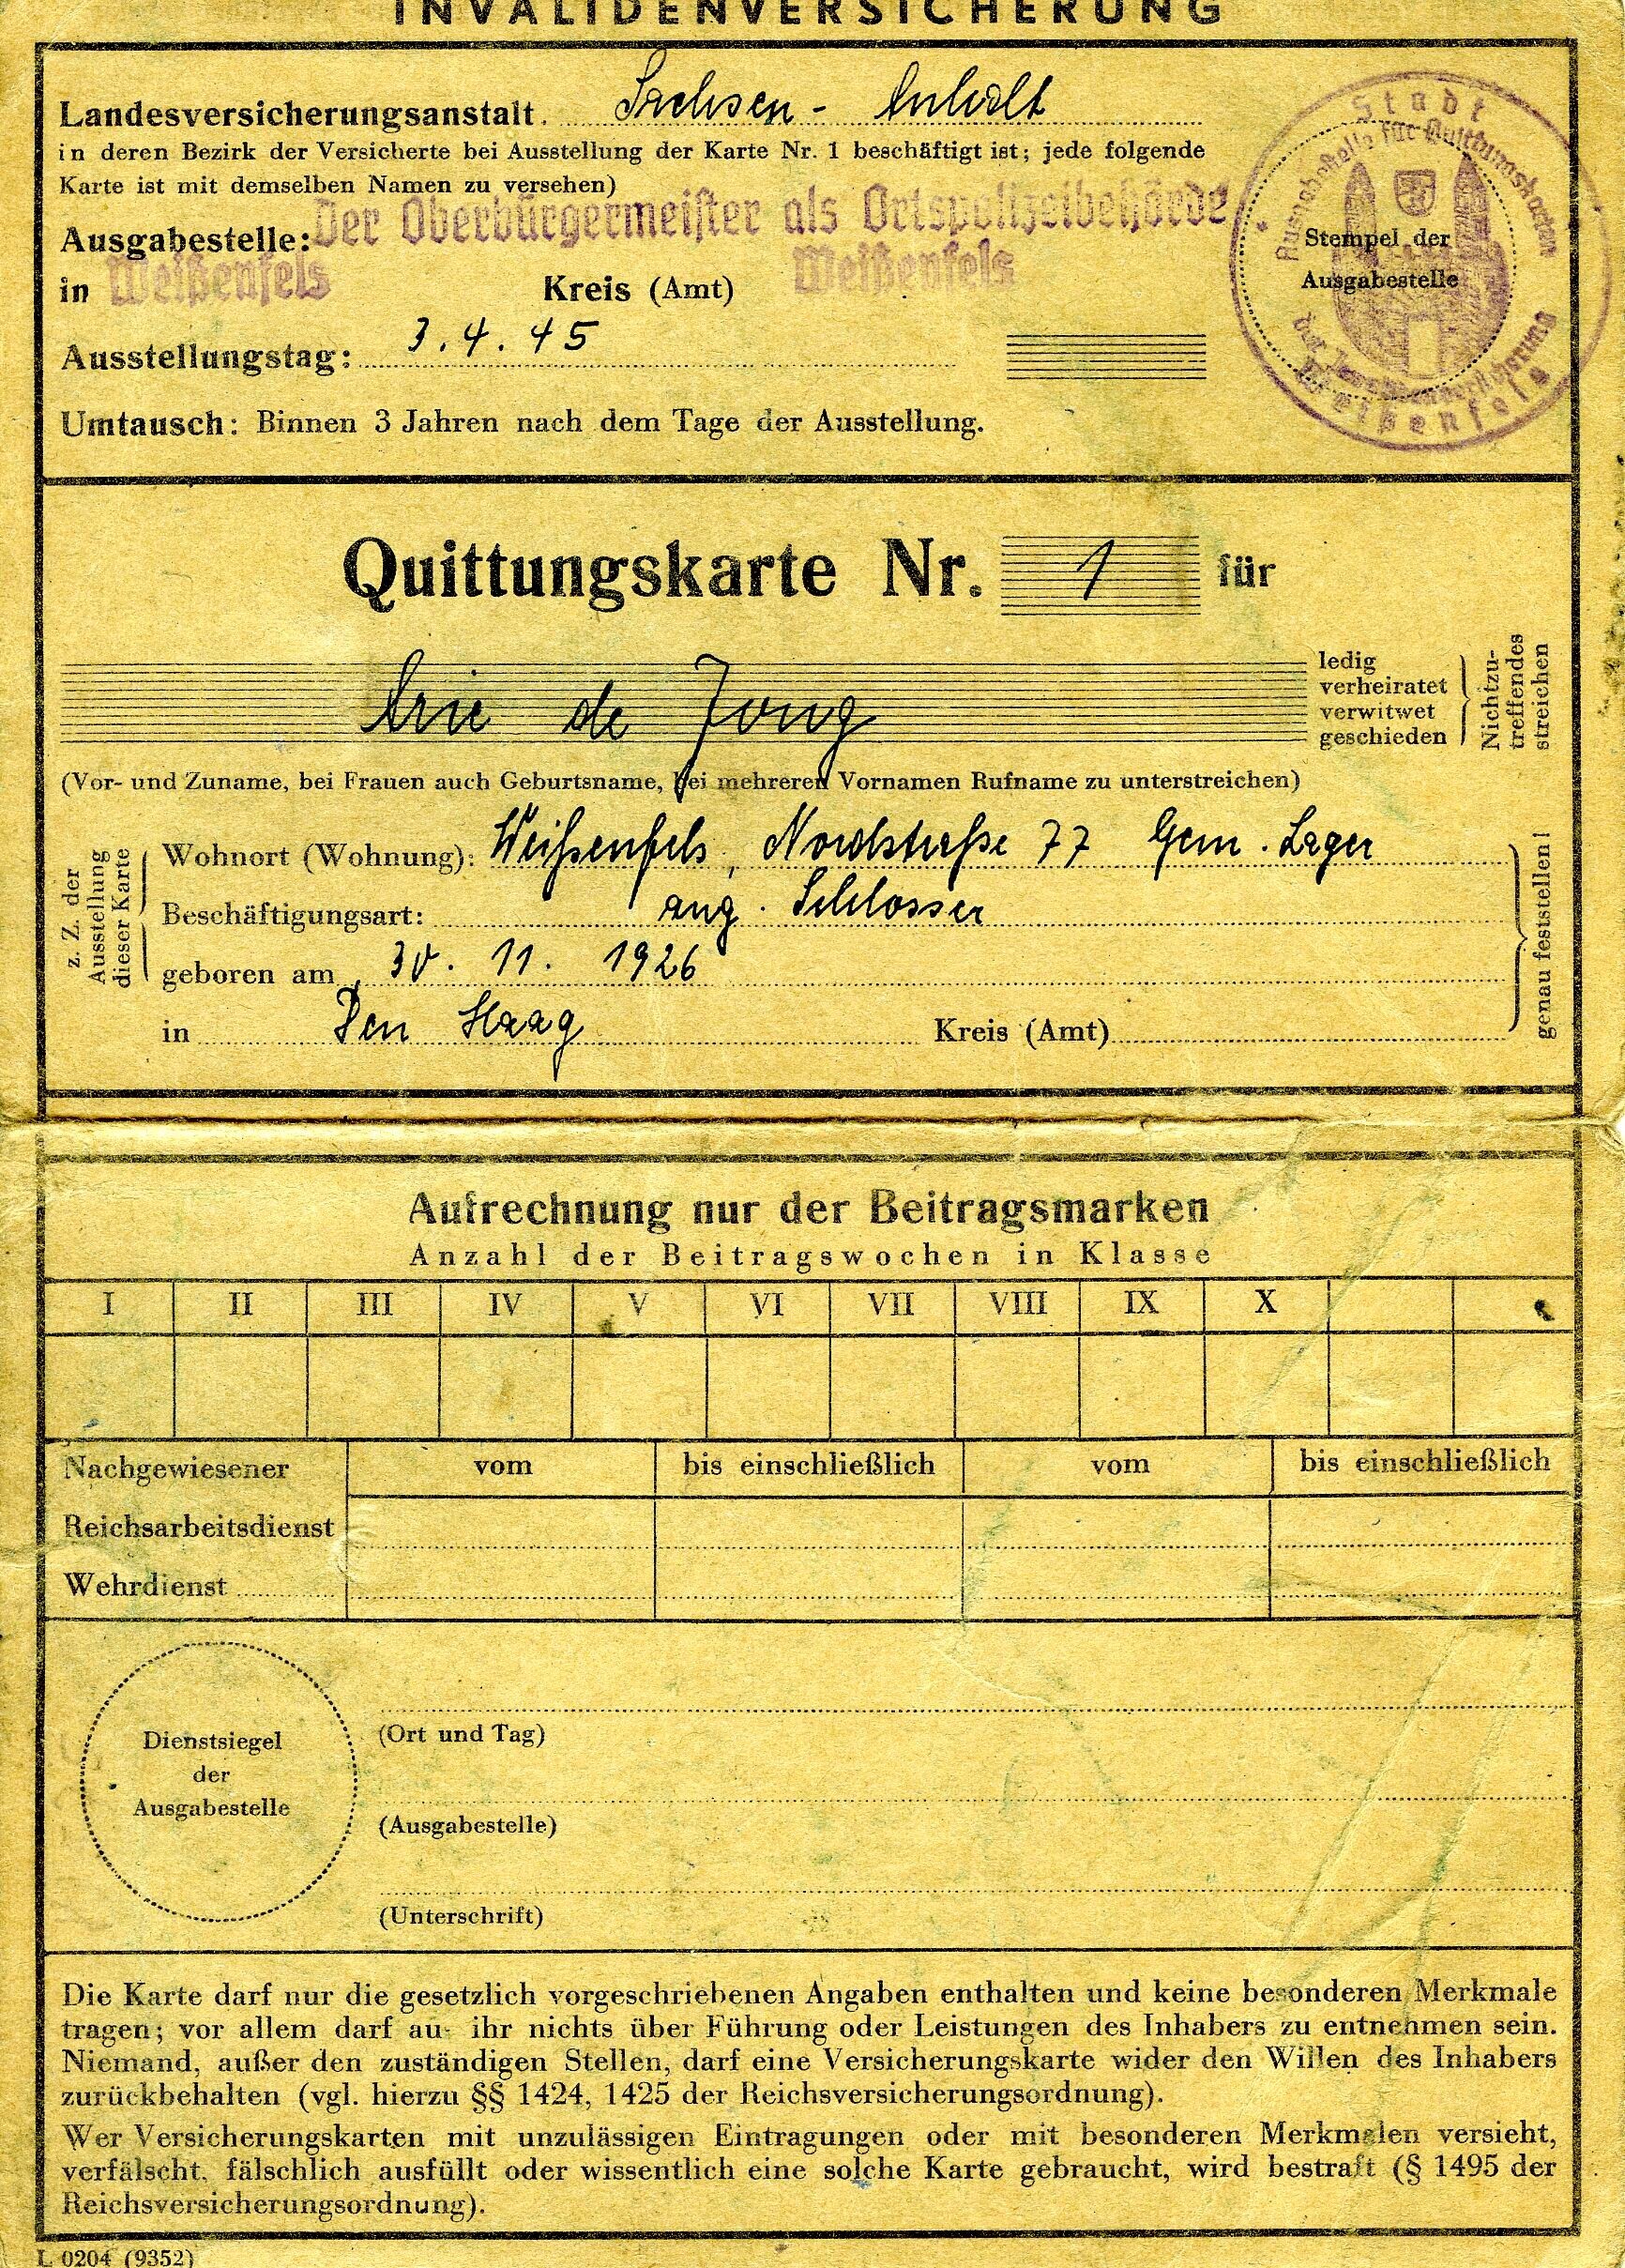 INVALIDENVERSICHERUNG
Landesversicherungsanstalt. Sachsen - Anhalt
in deren Bezirk der Versicherte bei Ausstellung der Karte Nr. 1 beschäftigt ist; jede folgende
Karte ist mit demselben Namen zu versehen)
Ausgabestelle: Der Oberbürgermeister als Ortspolizeibehörde
in Weißenfels Kreis (Amt) Weißenfels
Ausstellungstag: 3.4.45
Umtausch: Binnen 3 Jahren nach dem Tage der Ausstellung.
Stadt
Ausgabestelle für Quittungskarten
Stempel der
Ausgabestelle
der Invalidenversicherung
Weißenfels
Quittungskarte Nr. 1 für
Arie de Jong
ledig
verheiratet
verwitwet
geschieden
Nichtzu-
treffendes
streichen
(Vor- und Zuname, bei Frauen auch Geburtsname, bei mehreren Vornamen Rufname zu unterstreichen)
z. Z. der
Ausstellung
dieser Karte
Wohnort (Wohnung): Weißenfels, Nordstraße 77 Gem. Lager
Beschäftigungsart: ang. Schlosser
geboren am 30. 11. 1926
in Den Haag Kreis (Amt)
genau feststellen!
Aufrechnung nur der Beitragsmarken
Anzahl der Beitragswochen in Klasse
I II III IV V VI VII VIII IX X
Nachgewiesener vom bis einschließlich vom bis einschließlich
Reichsarbeitsdienst
Wehrdienst
Dienstsiegel
der
Ausgabestelle
(Ort und Tag)
(Ausgabestelle)
(Unterschrift)
Die Karte darf nur die gesetzlich vorgeschriebenen Angaben enthalten und keine besonderen Merkmale
tragen; vor allem darf au- ihr nichts über Führung oder Leistungen des Inhabers zu entnehmen sein.
Niemand, außer den zuständigen Stellen, darf eine Versicherungskarte wider den Willen des Inhabers
zurückbehalten (vgl. hierzu §§ 1424, 1425 der Reichsversicherungsordnung).
Wer Versicherungskarten mit unzulässigen Eintragungen oder mit besonderen Merkmalen versieht,
verfälscht, fälschlich ausfüllt oder wissentlich eine solche Karte gebraucht, wird bestraft (§ 1495 der
Reichsversicherungsordnung).
L 0204 (9352)